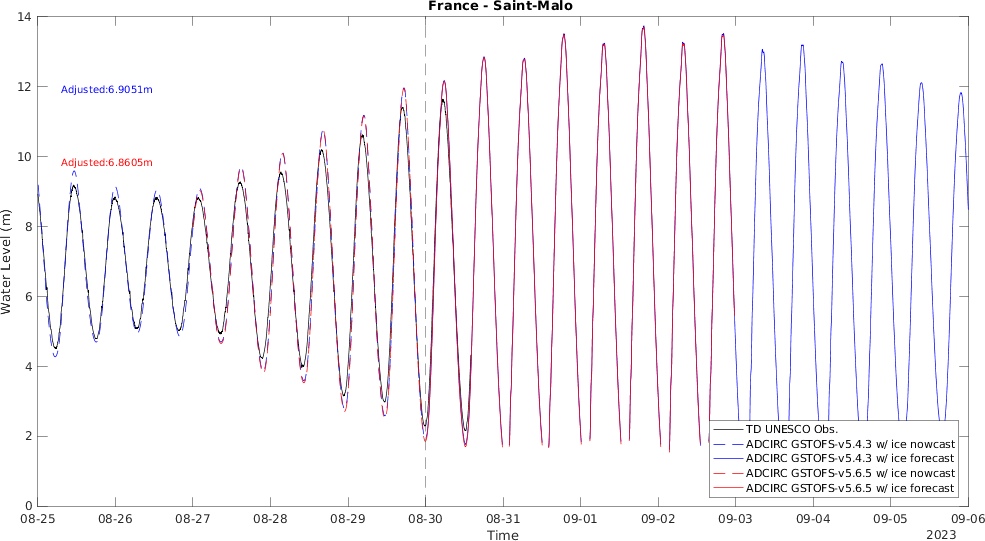 France - Saint-Malo
14
12
10
8
6
4
2
0
Water Level (m)
Adjusted:6.9051m
Adjusted:6.8605m
TD UNESCO Obs.
ADCIRC GSTOFS-v5.4.3 w/ ice nowcast
ADCIRC GSTOFS-v5.4.3 w/ ice forecast
ADCIRC GSTOFS-v5.6.5 w/ ice nowcast
ADCIRC GSTOFS-v5.6.5 w/ ice forecast
08-25 08-26 08-27 08-28 08-29 08-30 08-31 09-01 09-02 09-03 09-04 09-05 09-06
Time
2023